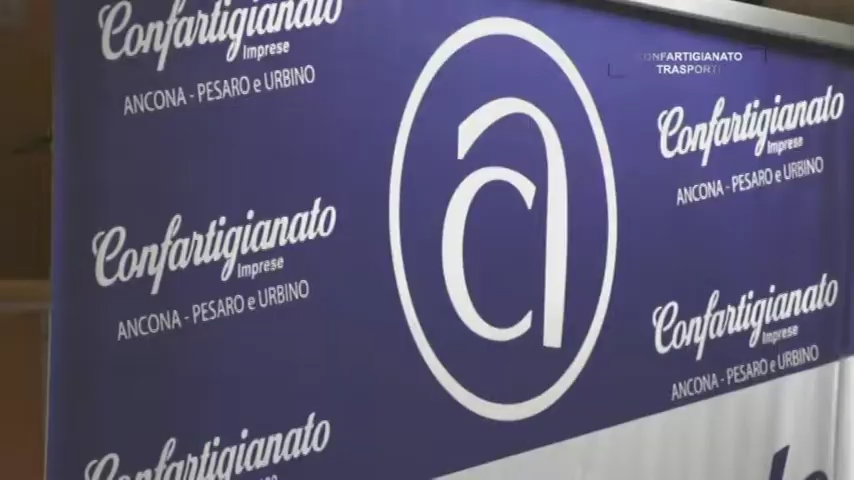 Confartigianato
Imprese
ANCONA - PESARO e URBINO
CONFARTIGIANATO
TRASPORTI
Confartigianato
Imprese
ANCONA - PESARO e URBINO
Confartigianato
Imprese
ANCONA - PESARO e URBINO
Confartigianato
Imprese
ANCONA - PESARO e URBINO
Confartigianato